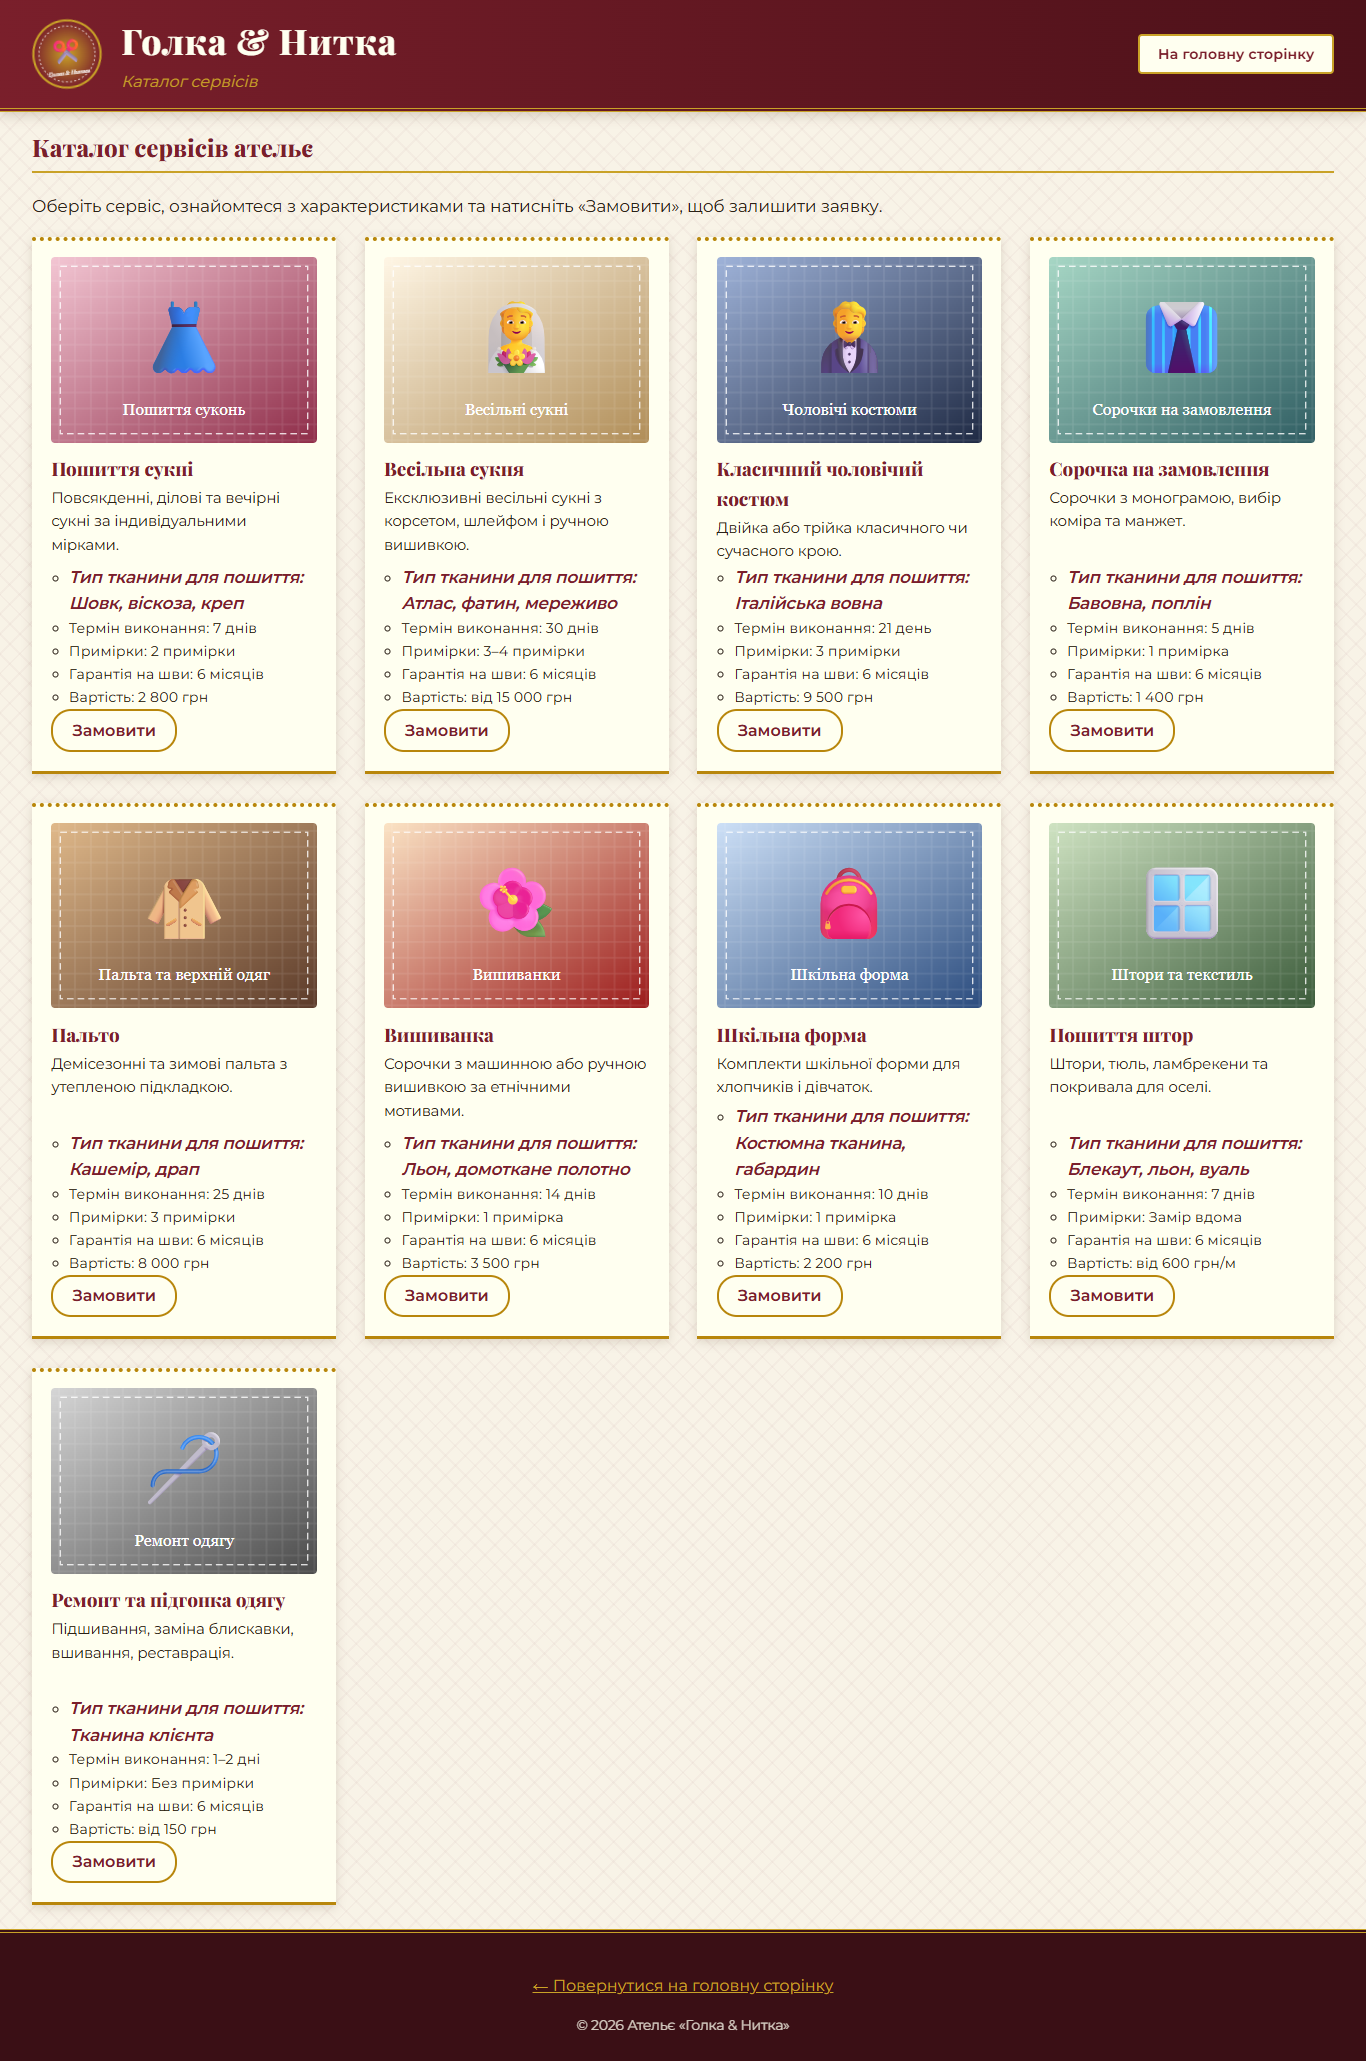 Голка & Нитка
Каталог сервісів
На головну сторінку
Каталог сервісів ательє
Оберіть сервіс, ознайомтеся з характеристиками та натисніть «Замовити», щоб залишити заявку.
Пошиття суконь
Пошиття сукні
Повсякденні, ділові та вечірні
сукні за індивідуальними
мірками.
Тип тканини для пошиття:
Шовк, віскоза, креп
Термін виконання: 7 днів
Примірки: 2 примірки
Гарантія на шви: 6 місяців
Вартість: 2 800 грн
Замовити
Весільні сукні
Весільна сукня
Ексклюзивні весільні сукні з
корсетом, шлейфом і ручною
вишивкою.
Тип тканини для пошиття:
Атлас, фатин, мереживо
Термін виконання: 30 днів
Примірки: 3–4 примірки
Гарантія на шви: 6 місяців
Вартість: від 15 000 грн
Замовити
Чоловічі костюми
Класичний чоловічий
костюм
Двійка або трійка класичного чи
сучасного крою.
Тип тканини для пошиття:
Італійська вовна
Термін виконання: 21 день
Примірки: 3 примірки
Гарантія на шви: 6 місяців
Вартість: 9 500 грн
Замовити
Сорочки на замовлення
Сорочка на замовлення
Сорочки з монограмою, вибір
коміра та манжет.
Тип тканини для пошиття:
Бавовна, поплін
Термін виконання: 5 днів
Примірки: 1 примірка
Гарантія на шви: 6 місяців
Вартість: 1 400 грн
Замовити
Пальта та верхній одяг
Пальто
Демісезонні та зимові пальта з
утепленою підкладкою.
Тип тканини для пошиття:
Кашемір, драп
Термін виконання: 25 днів
Примірки: 3 примірки
Гарантія на шви: 6 місяців
Вартість: 8 000 грн
Замовити
Вишиванки
Вишиванка
Сорочки з машинною або ручною
вишивкою за етнічними
мотивами.
Тип тканини для пошиття:
Льон, домоткане полотно
Термін виконання: 14 днів
Примірки: 1 примірка
Гарантія на шви: 6 місяців
Вартість: 3 500 грн
Замовити
Шкільна форма
Шкільна форма
Комплекти шкільної форми для
хлопчиків і дівчаток.
Тип тканини для пошиття:
Костюмна тканина,
габардин
Термін виконання: 10 днів
Примірки: 1 примірка
Гарантія на шви: 6 місяців
Вартість: 2 200 грн
Замовити
Штори та текстиль
Пошиття штор
Штори, тюль, ламбрекени та
покривала для оселі.
Тип тканини для пошиття:
Блекаут, льон, вуаль
Термін виконання: 7 днів
Примірки: Замір вдома
Гарантія на шви: 6 місяців
Вартість: від 600 грн/м
Замовити
Ремонт одягу
Ремонт та підгонка одягу
Підшивання, заміна блискавки,
вшивання, реставрація.
Тип тканини для пошиття:
Тканина клієнта
Термін виконання: 1–2 дні
Примірки: Без примірки
Гарантія на шви: 6 місяців
Вартість: від 150 грн
Замовити
← Повернутися на головну сторінку
© 2026 Ательє «Голка & Нитка»